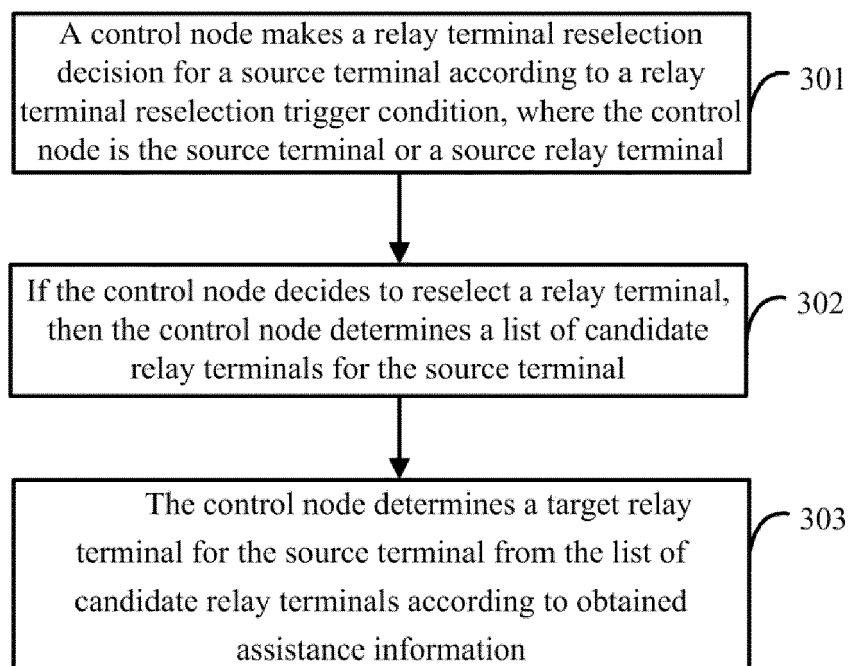 A control node makes a relay terminal reselection
decision for a source terminal according to a relay
terminal reselection trigger condition, where the control
node is the source terminal or a source relay terminal
301
If the control node decides to reselect a relay terminal,
then the control node determines a list of candidate
relay terminals for the source terminal
302
The control node determines a target relay
terminal for the source terminal from the list of
candidate relay terminals according to obtained
assistance information
303